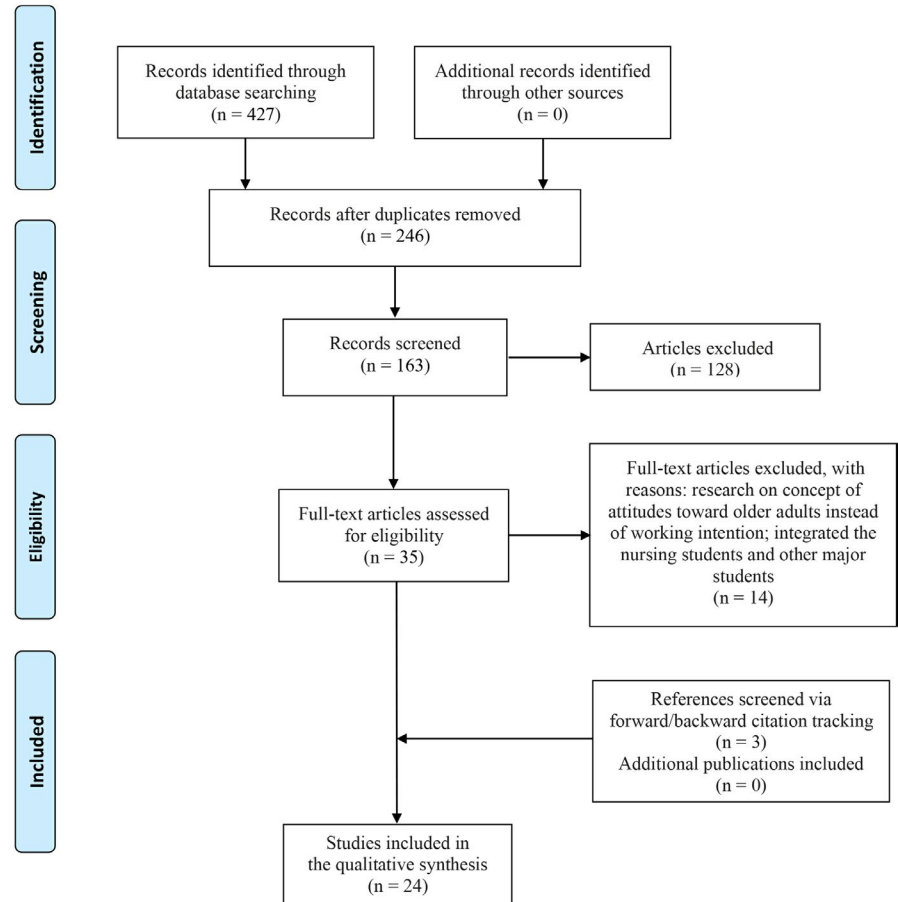 Identification
Records identified through
database searching
(n = 427)
Additional records identified
through other sources
(n = 0)
Records after duplicates removed
(n = 246)
Screening
Records screened
(n = 163)
Articles excluded
(n = 128)
Eligibility
Full-text articles assessed
for eligibility
(n = 35)
Full-text articles excluded, with
reasons: research on concept of
attitudes toward older adults instead
of working intention; integrated the
nursing students and other major
students
(n = 14)
Included
References screened via
forward/backward citation tracking
(n = 3)
Additional publications included
(n = 0)
Studies included in
the qualitative synthesis
(n = 24)